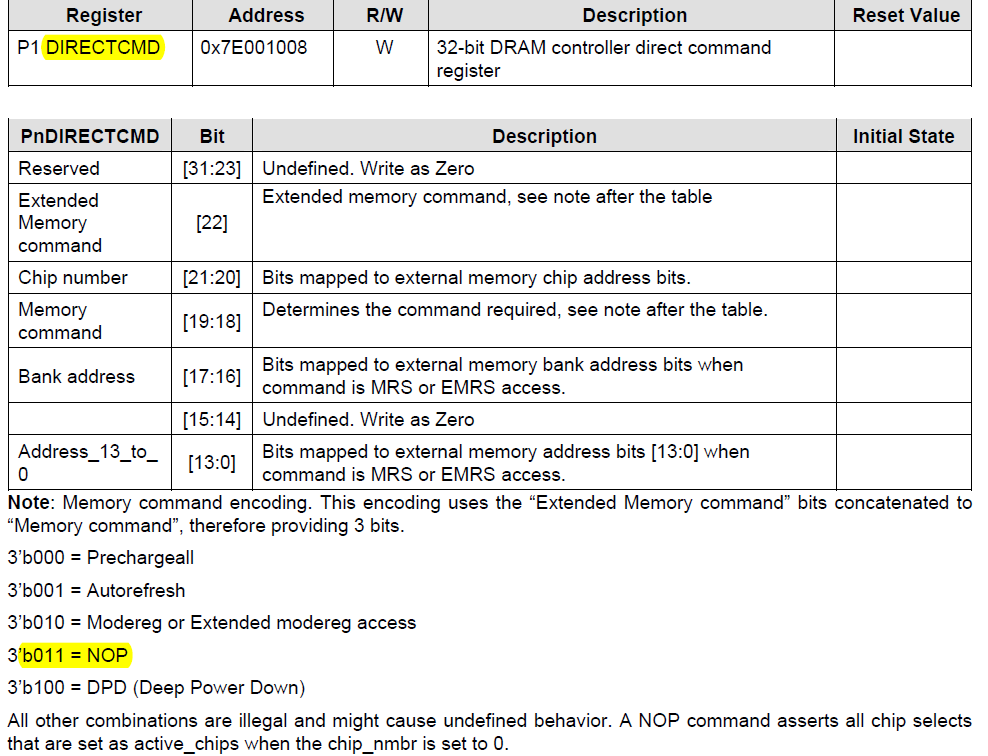 Register Address R/W Description Reset Value
P1 DIRECTCMD 0x7E001008 W 32-bit DRAM controller direct command
register
PnDIRECTCMD Bit Description Initial State
Reserved [31:23] Undefined. Write as Zero
Extended
Memory
command
[22]
Extended memory command, see note after the table
Chip number [21:20] Bits mapped to external memory chip address bits.
Memory
command
[19:18]
Determines the command required, see note after the table.
Bank address [17:16] Bits mapped to external memory bank address bits when
command is MRS or EMRS access.
[15:14] Undefined. Write as Zero
Address_13_to_
0
[13:0]
Bits mapped to external memory address bits [13:0] when
command is MRS or EMRS access.
Note: Memory command encoding. This encoding uses the “Extended Memory command” bits concatenated to
“Memory command”, therefore providing 3 bits.
3’b000 = Prechargeall
3’b001 = Autorefresh
3’b010 = Modereg or Extended modereg access
3’b011 = NOP
3’b100 = DPD (Deep Power Down)
All other combinations are illegal and might cause undefined behavior. A NOP command asserts all chip selects
that are set as active_chips when the chip_nmbr is set to 0.